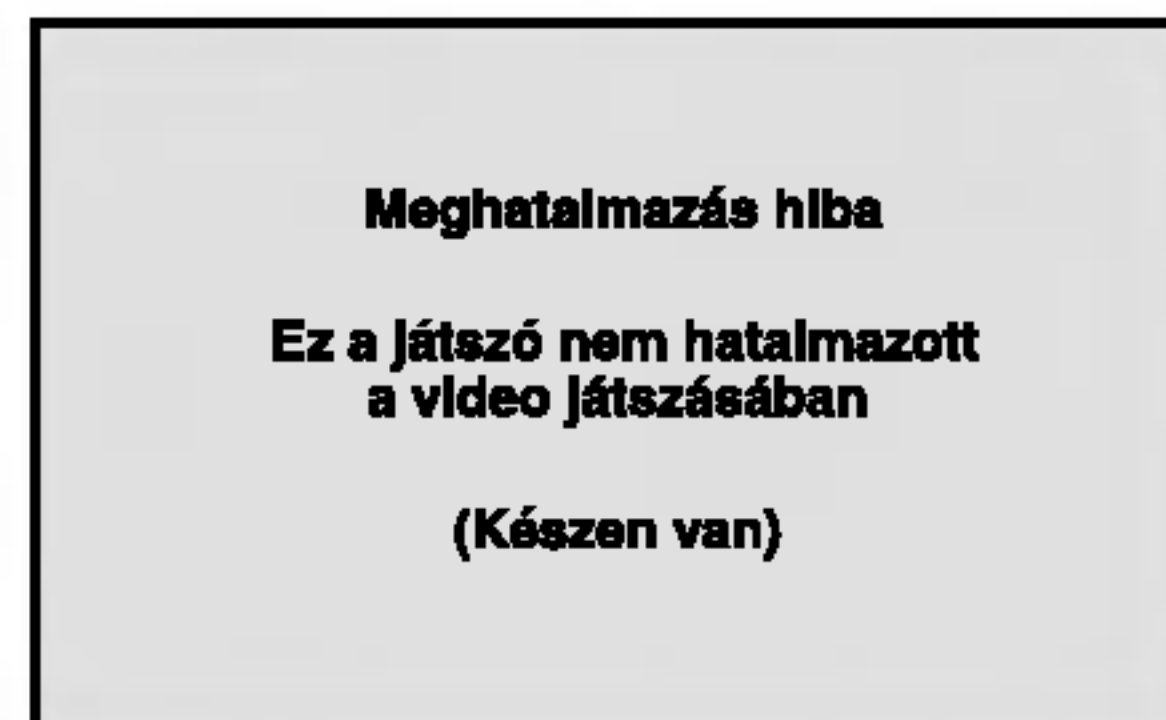 Meghatalmazás hiba
Ez a játszó nem hatalmazott
a video játszásában
(Készen van)